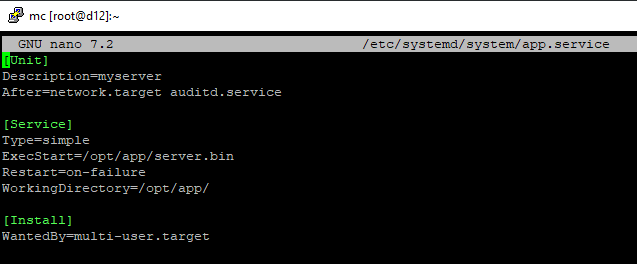 mc [root@d12]:~
GNU nano 7.2 /etc/systemd/system/app.service
[Unit]
Description=myserver
After=network.target auditd.service
[Service]
Type=simple
ExecStart=/opt/app/server.bin
Restart=on-failure
WorkingDirectory=/opt/app/
[Install]
WantedBy=multi-user.target